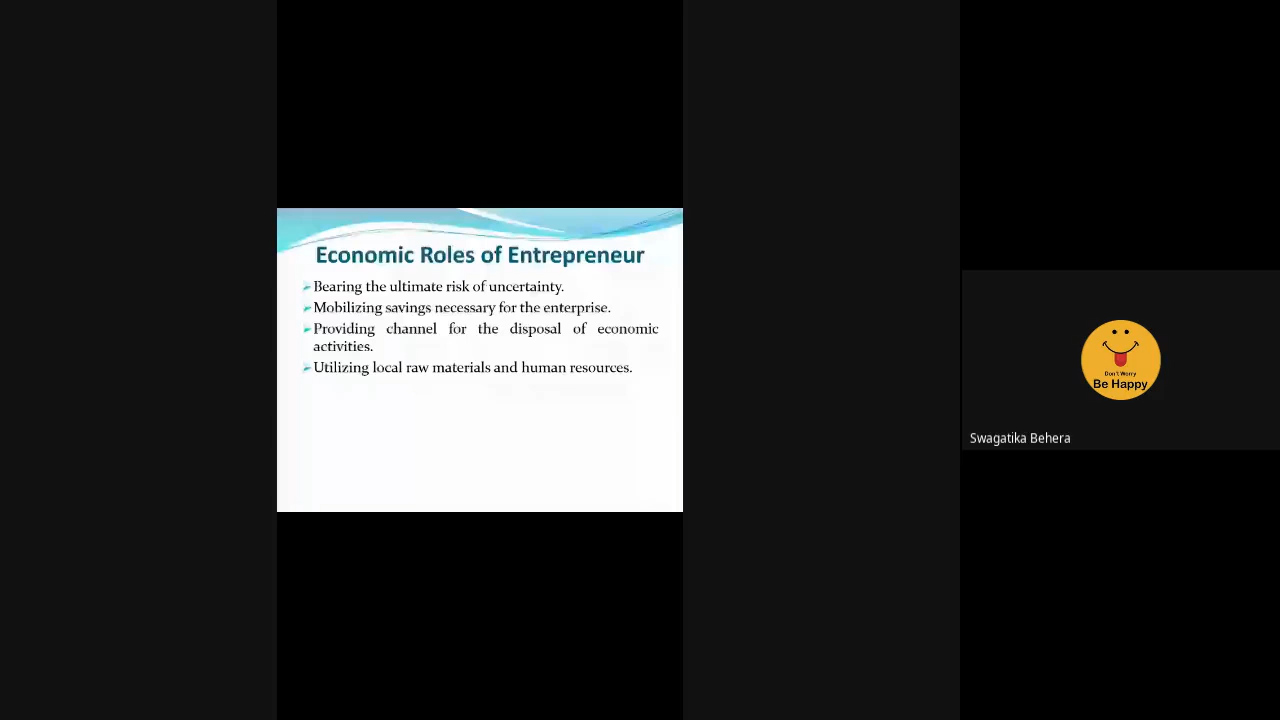 Economic Roles of Entrepreneur
Bearing the ultimate risk of uncertainty.
Mobilizing savings necessary for the enterprise.
Providing channel for the disposal of economic
activities.
Utilizing local raw materials and human resources.
Don't Worry
Be Happy
Swagatika Behera